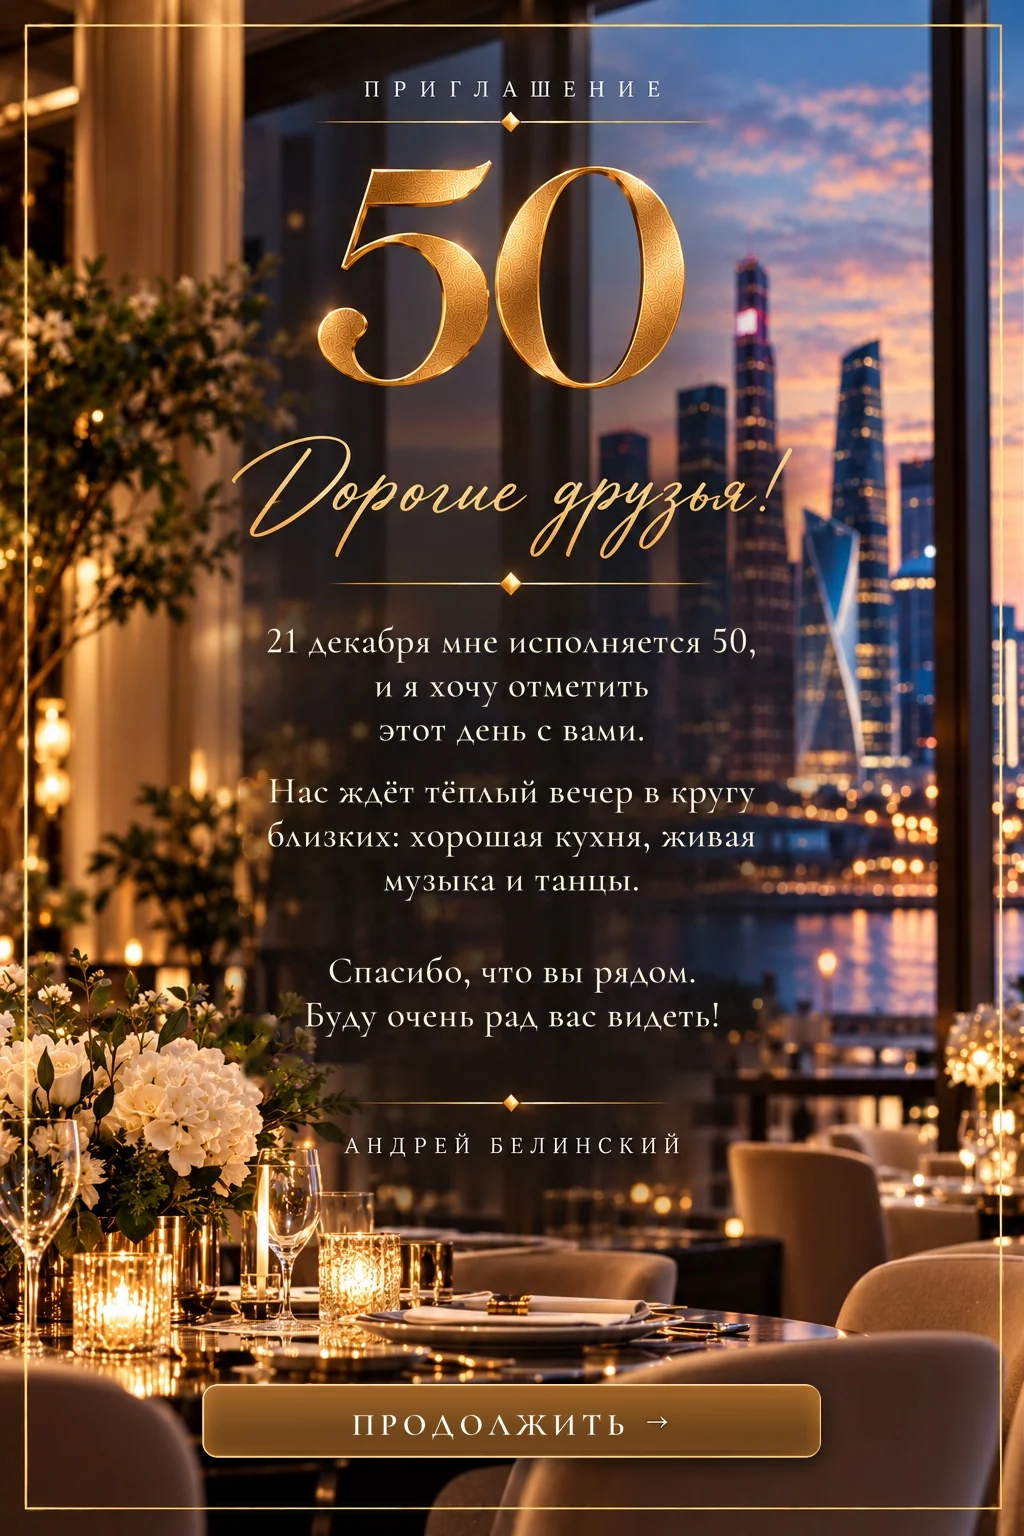 ПРИГЛАШЕНИЕ
50
Дорогие друзья!
21 декабря мне исполняется 50,
и я хочу отметить
этот день с вами.
Нас ждёт тёплый вечер в кругу
близких: хорошая кухня, живая
музыка и танцы.
Спасибо, что вы рядом.
Буду очень рад вас видеть!
АНДРЕЙ БЕЛИНСКИЙ
ПРОДОЛЖИТЬ →